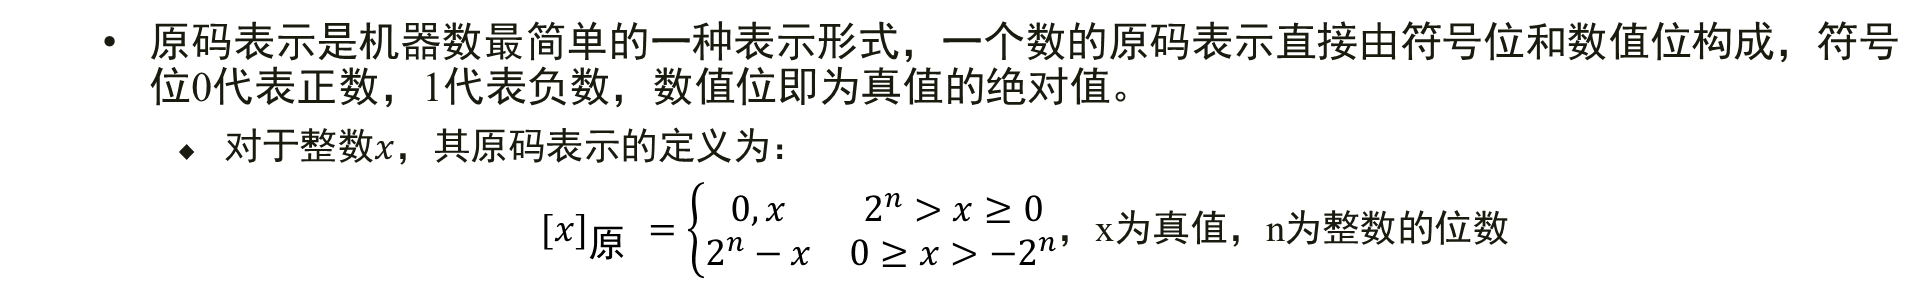 • 原码表示是机器数最简单的一种表示形式，一个数的原码表示直接由符号位和数值位构成，符号
位0代表正数，1代表负数，数值位即为真值的绝对值。
◆ 对于整数x，其原码表示的定义为：
[x]原 = { 0, x  2ⁿ > x ≥ 0
2ⁿ − x  0 ≥ x > −2ⁿ ，x为真值，n为整数的位数